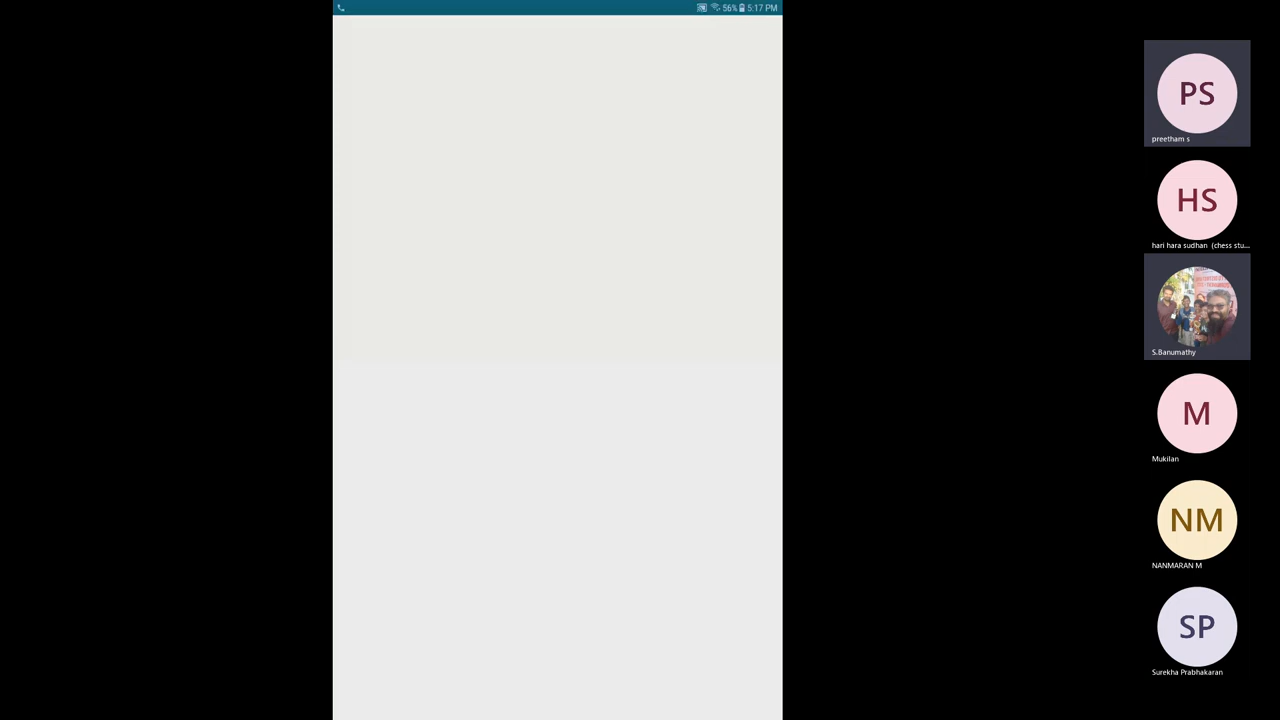 56% 5:17 PM
PS
preetham s
HS
hari hara sudhan (chess stu...
S.Banumathy
M
Mukilan
NM
NANMARAN M
SP
Surekha Prabhakaran